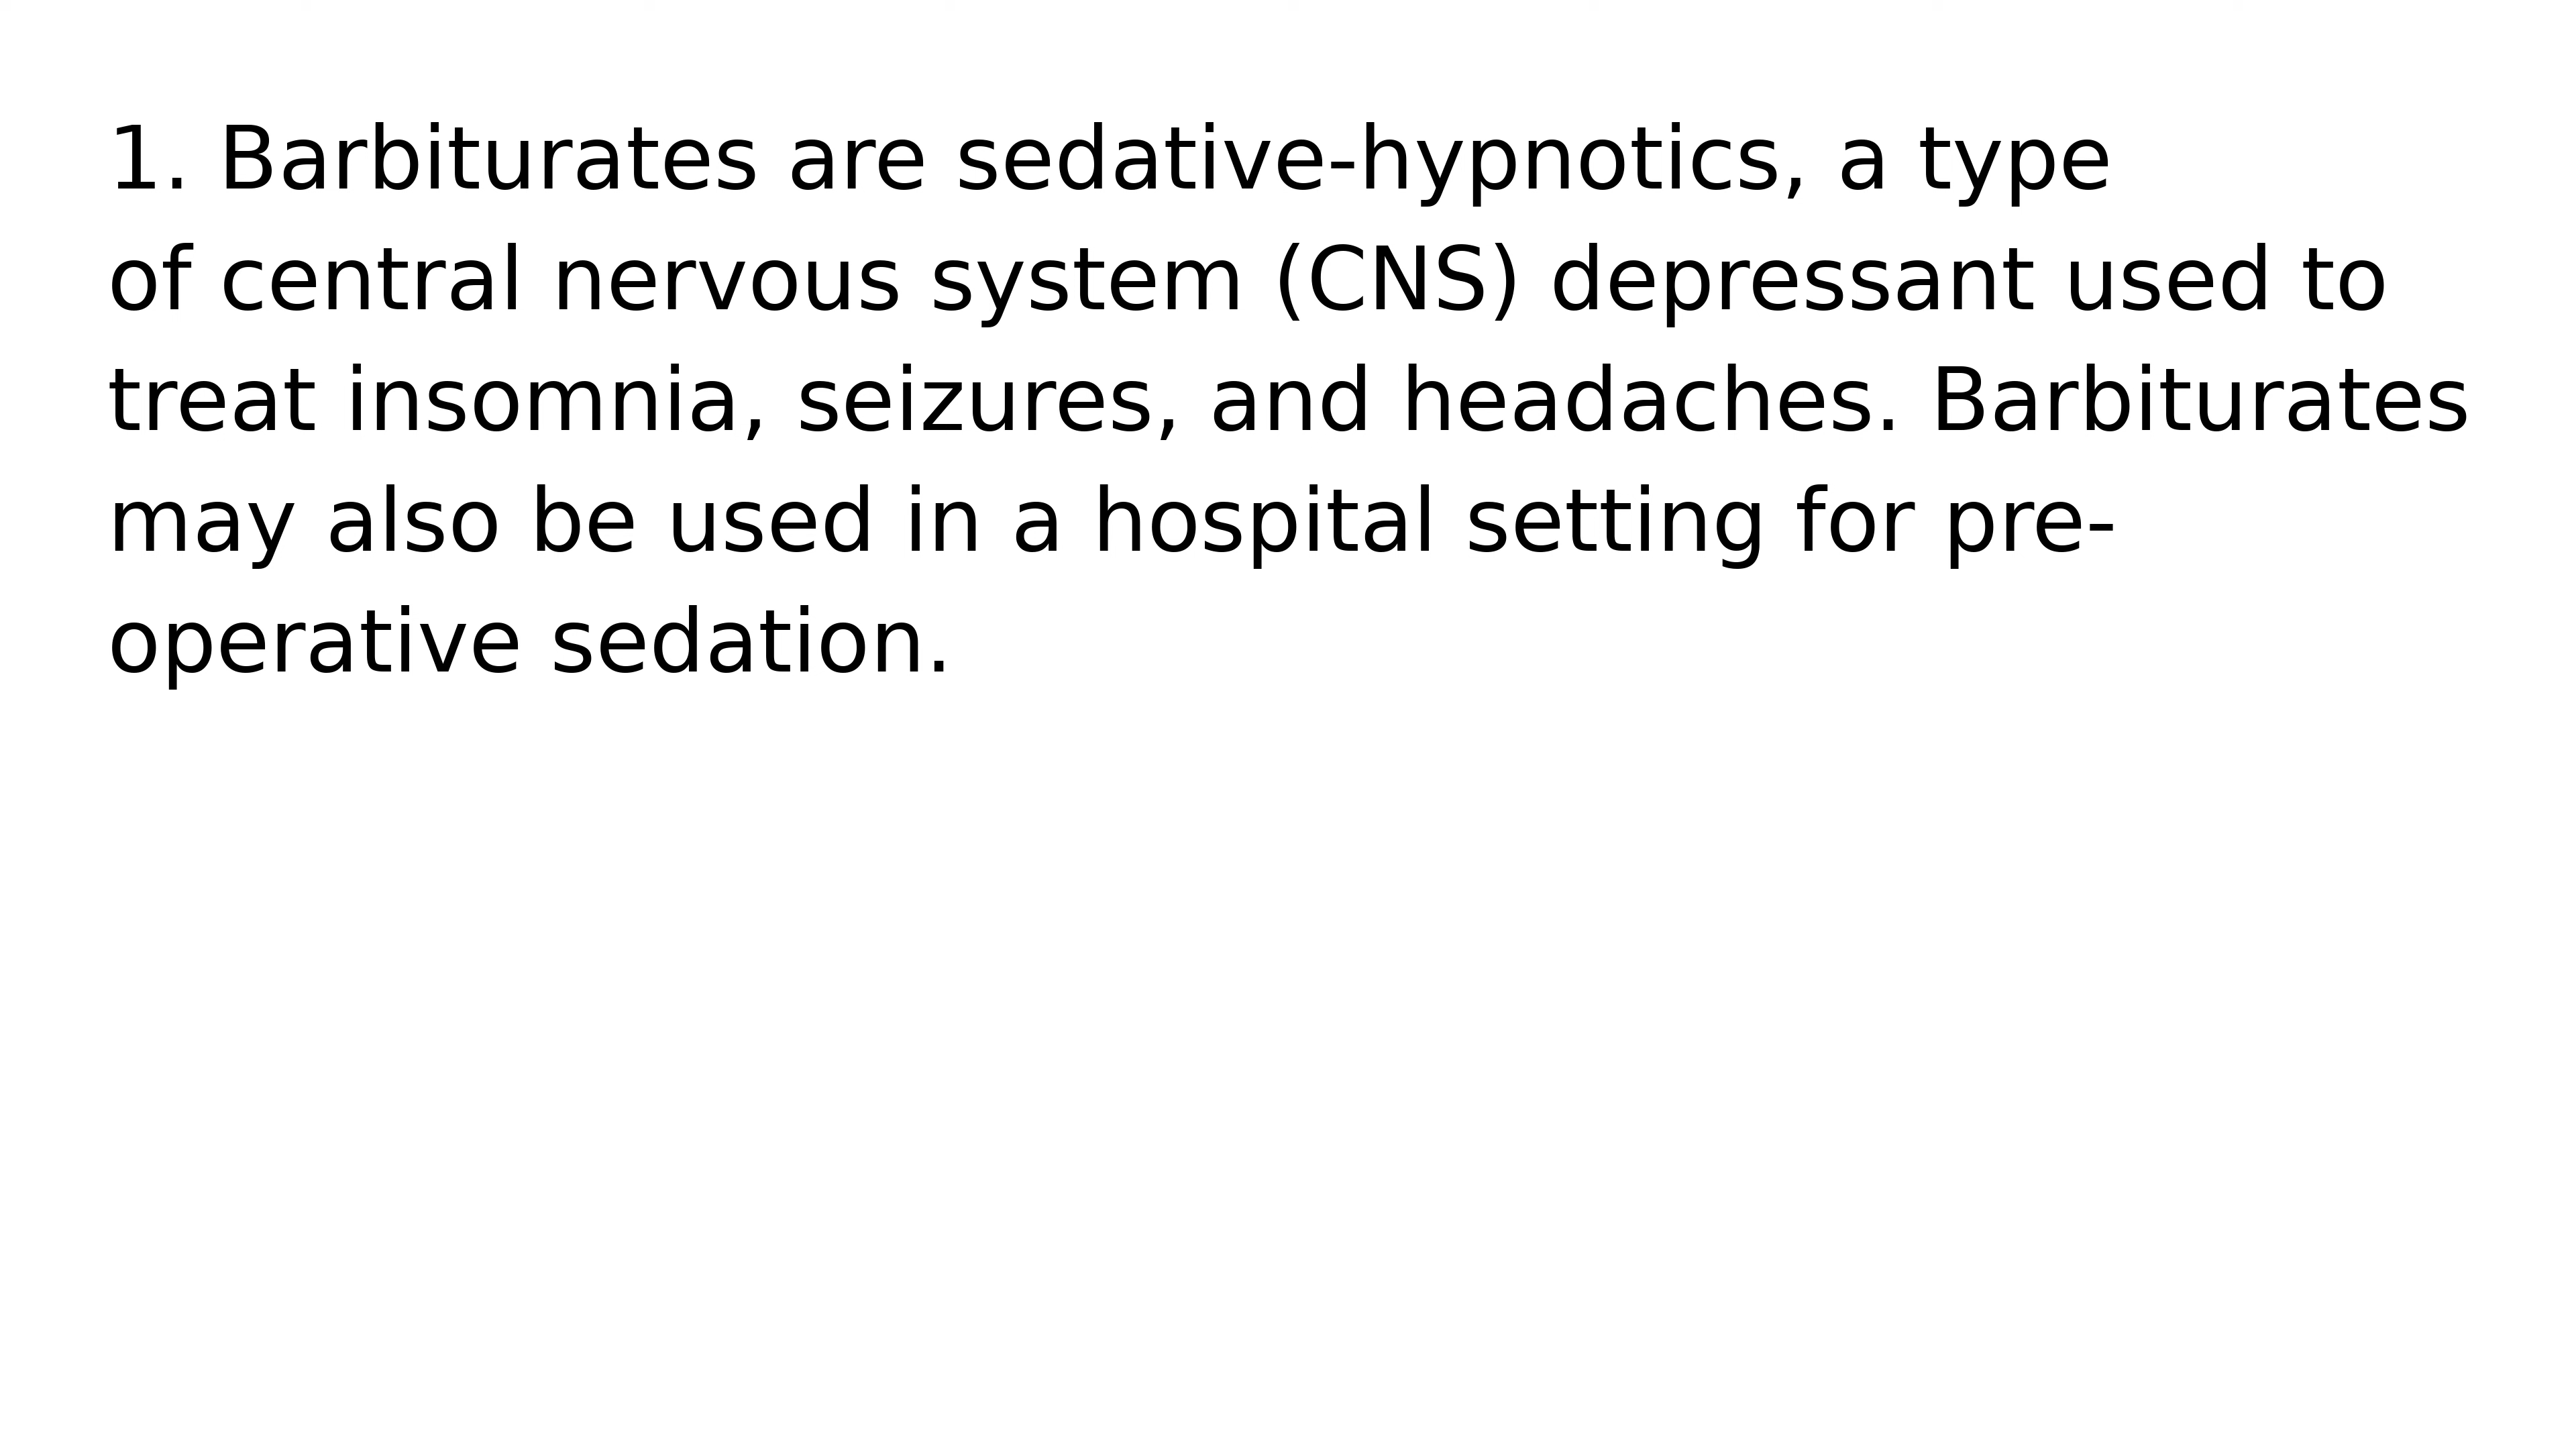 1. Barbiturates are sedative-hypnotics, a type
of central nervous system (CNS) depressant used to
treat insomnia, seizures, and headaches. Barbiturates
may also be used in a hospital setting for pre-
operative sedation.